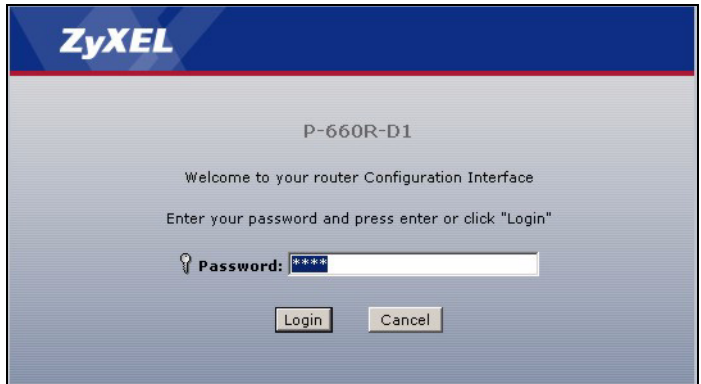 ZyXEL
P-660R-D1
Welcome to your router Configuration Interface
Enter your password and press enter or click "Login"
Password: ****
Login Cancel